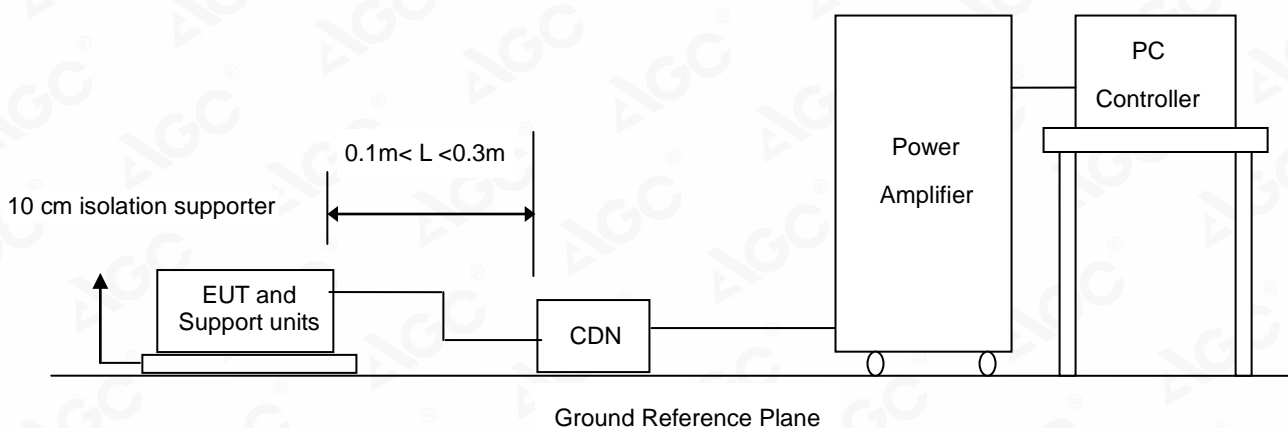 PC
Controller
0.1m< L <0.3m
Power
Amplifier
10 cm isolation supporter
EUT and
Support units
CDN
Ground Reference Plane
AGC